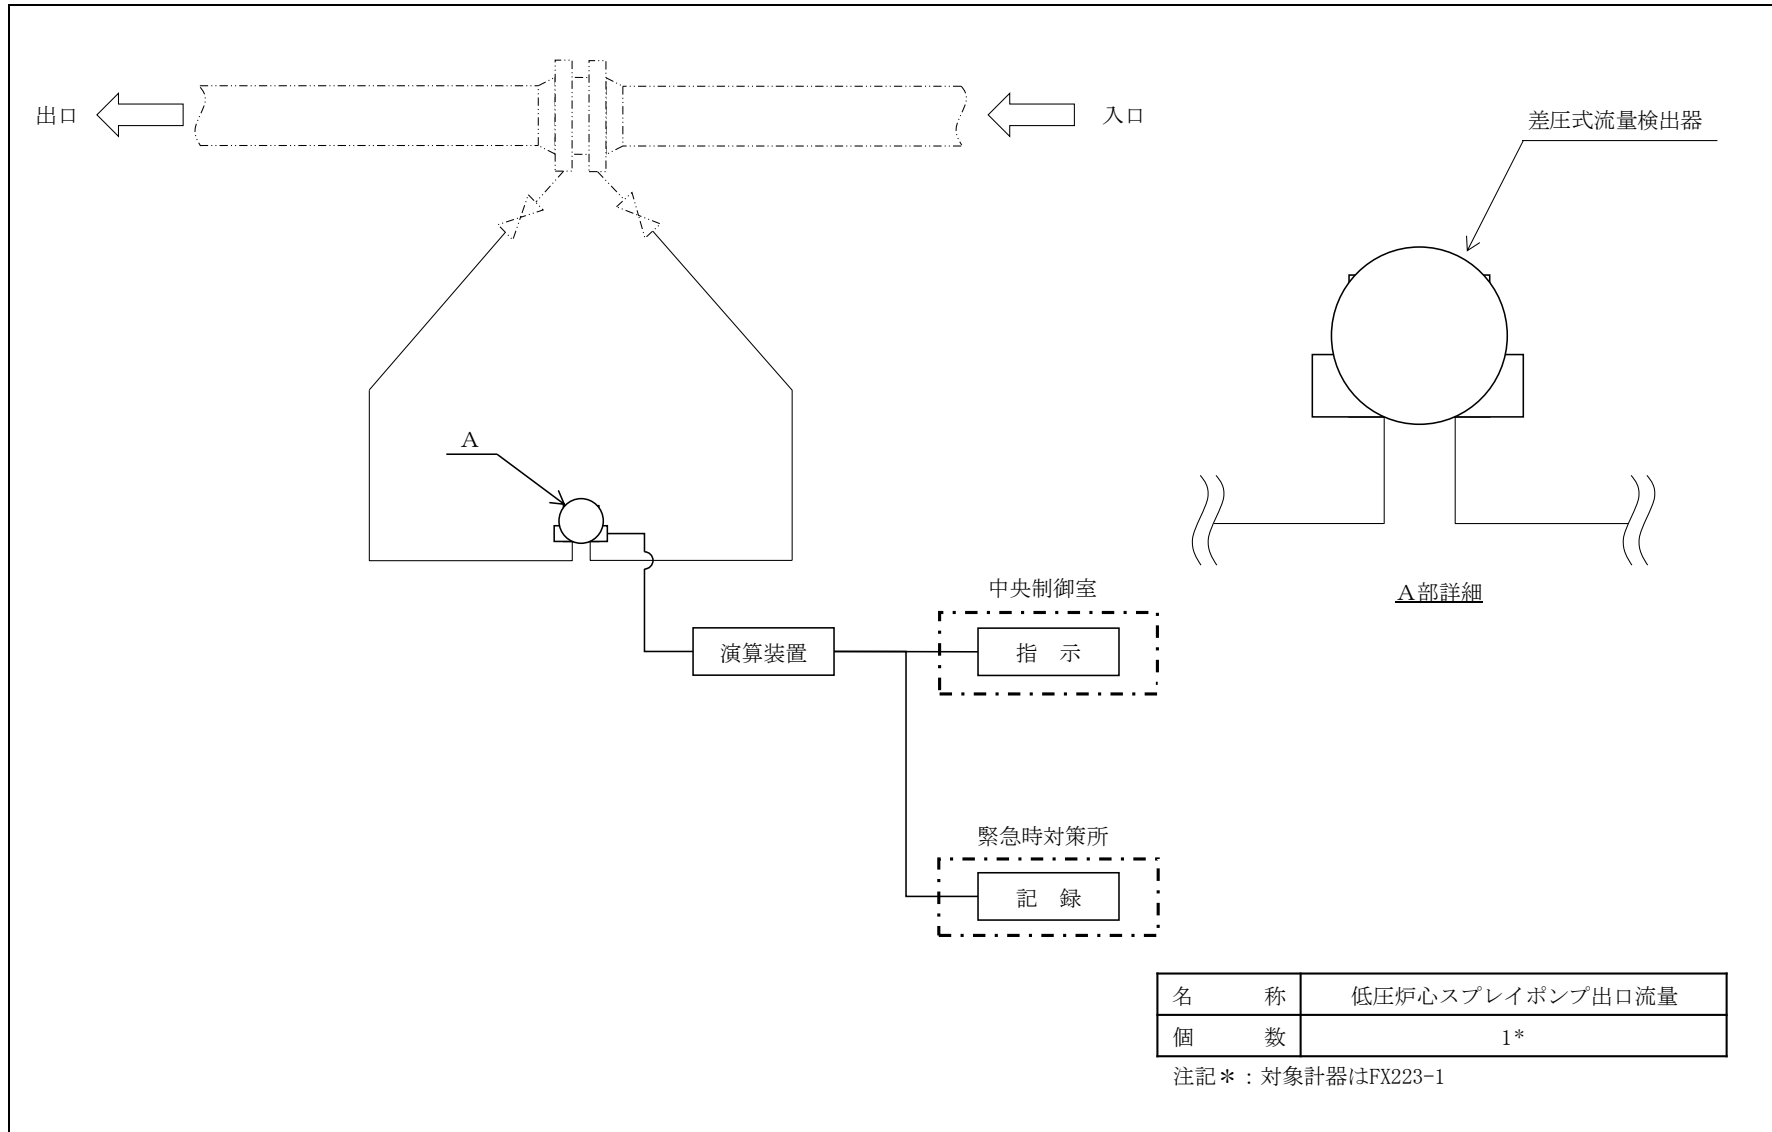 出口
入口
差圧式流量検出器
A
中央制御室
A部詳細
演算装置
指 示
緊急時対策所
記 録
名 称 低圧炉心スプレイポンプ出口流量
個 数 1*
注記＊：対象計器はFX223-1